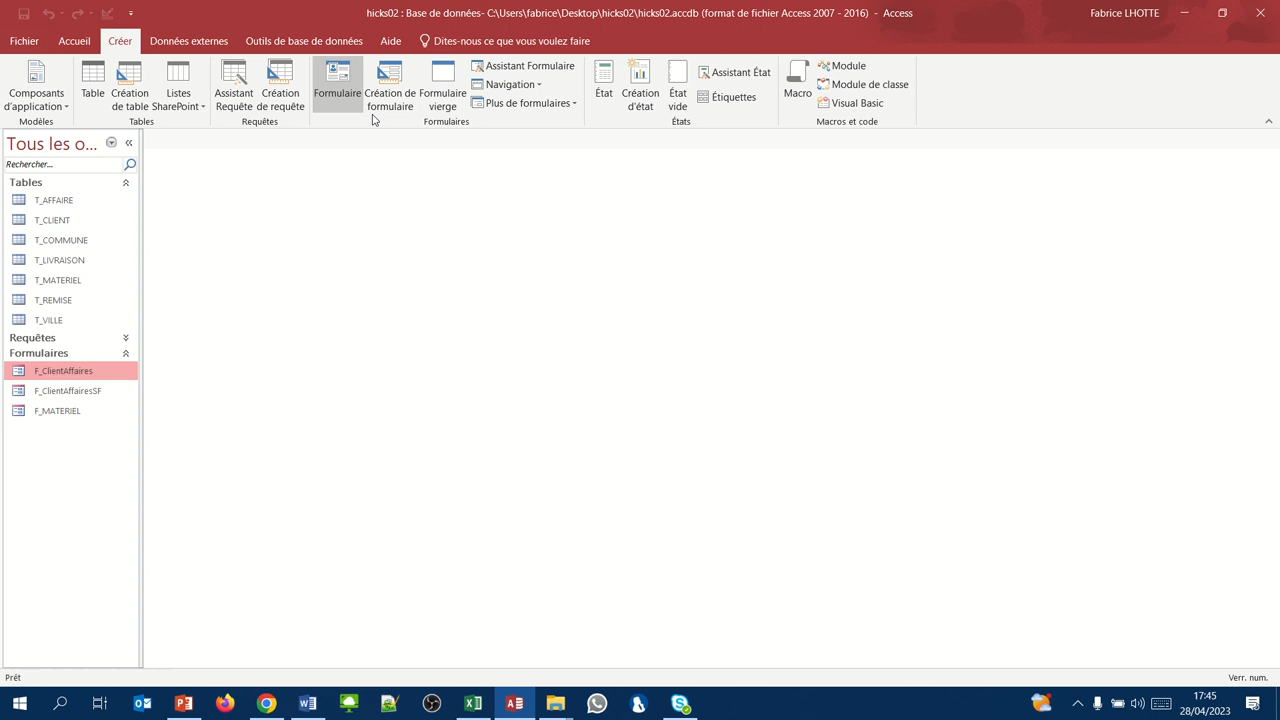 hicks02 : Base de données- C:\Users\fabrice\Desktop\hicks02\hicks02.accdb (format de fichier Access 2007 - 2016) - Access
Fabrice LHOTTE
Fichier Accueil Créer Données externes Outils de base de données Aide Dites-nous ce que vous voulez faire
Composants d'application
Modèles
Table
Création de table
Listes SharePoint
Tables
Assistant Requête
Création de requête
Requêtes
Formulaire
Création de formulaire
Formulaire vierge
Assistant Formulaire
Navigation
Plus de formulaires
Formulaires
État
Création d'état
État vide
Assistant État
Étiquettes
États
Macro
Module
Module de classe
Visual Basic
Macros et code
Tous les o...
Rechercher...
Tables
T_AFFAIRE
T_CLIENT
T_COMMUNE
T_LIVRAISON
T_MATERIEL
T_REMISE
T_VILLE
Requêtes
Formulaires
F_ClientAffaires
F_ClientAffairesSF
F_MATERIEL
Prêt
Verr. num.
17:45
28/04/2023